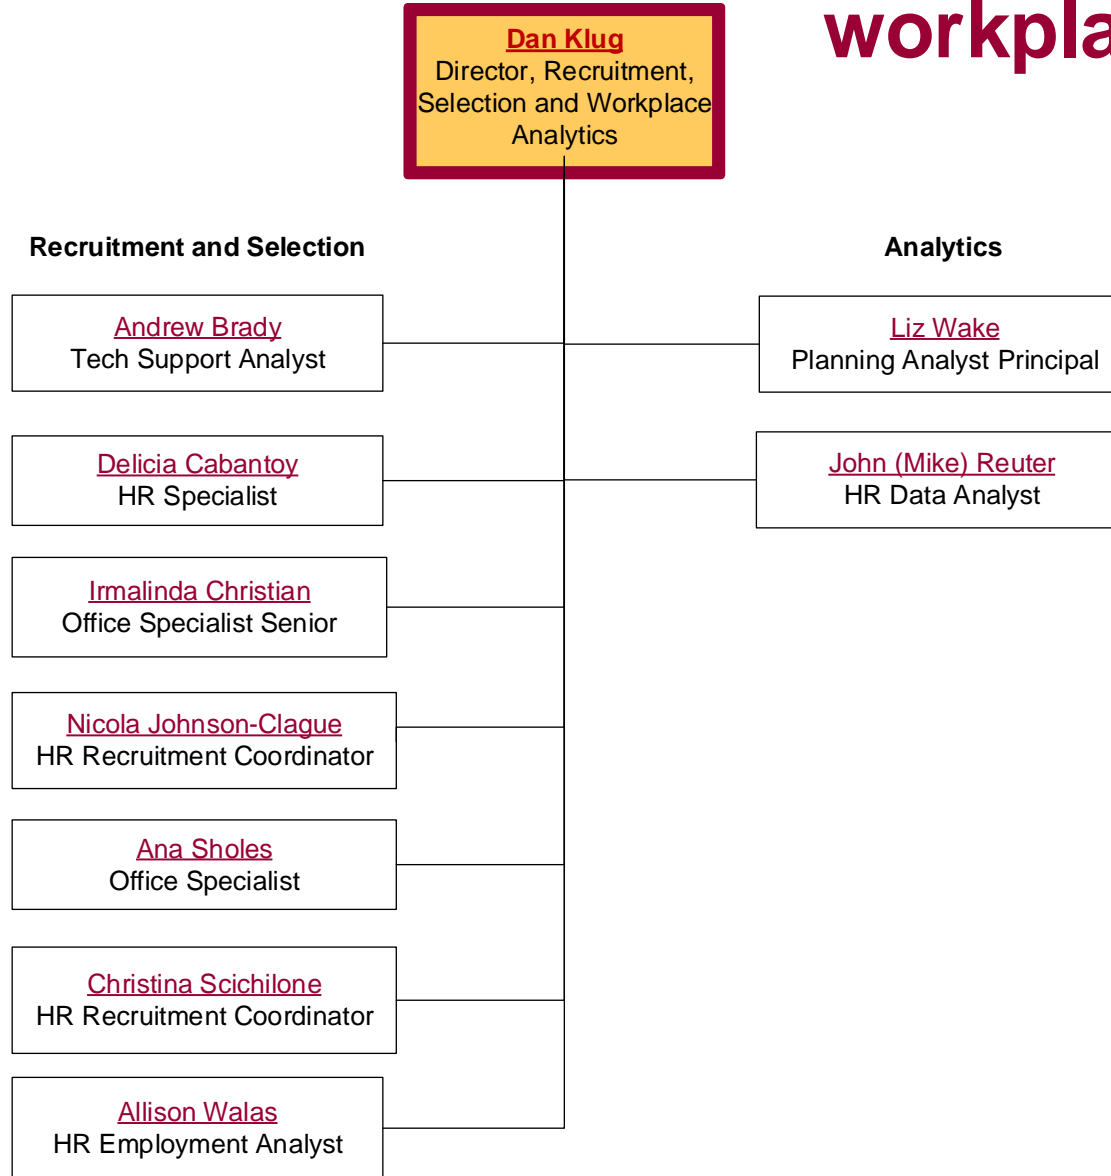 workpla
Dan Klug
Director, Recruitment,
Selection and Workplace
Analytics
Recruitment and Selection
Andrew Brady
Tech Support Analyst
Delicia Cabantoy
HR Specialist
Irmalinda Christian
Office Specialist Senior
Nicola Johnson-Clague
HR Recruitment Coordinator
Ana Sholes
Office Specialist
Christina Scichilone
HR Recruitment Coordinator
Allison Walas
HR Employment Analyst
Analytics
Liz Wake
Planning Analyst Principal
John (Mike) Reuter
HR Data Analyst